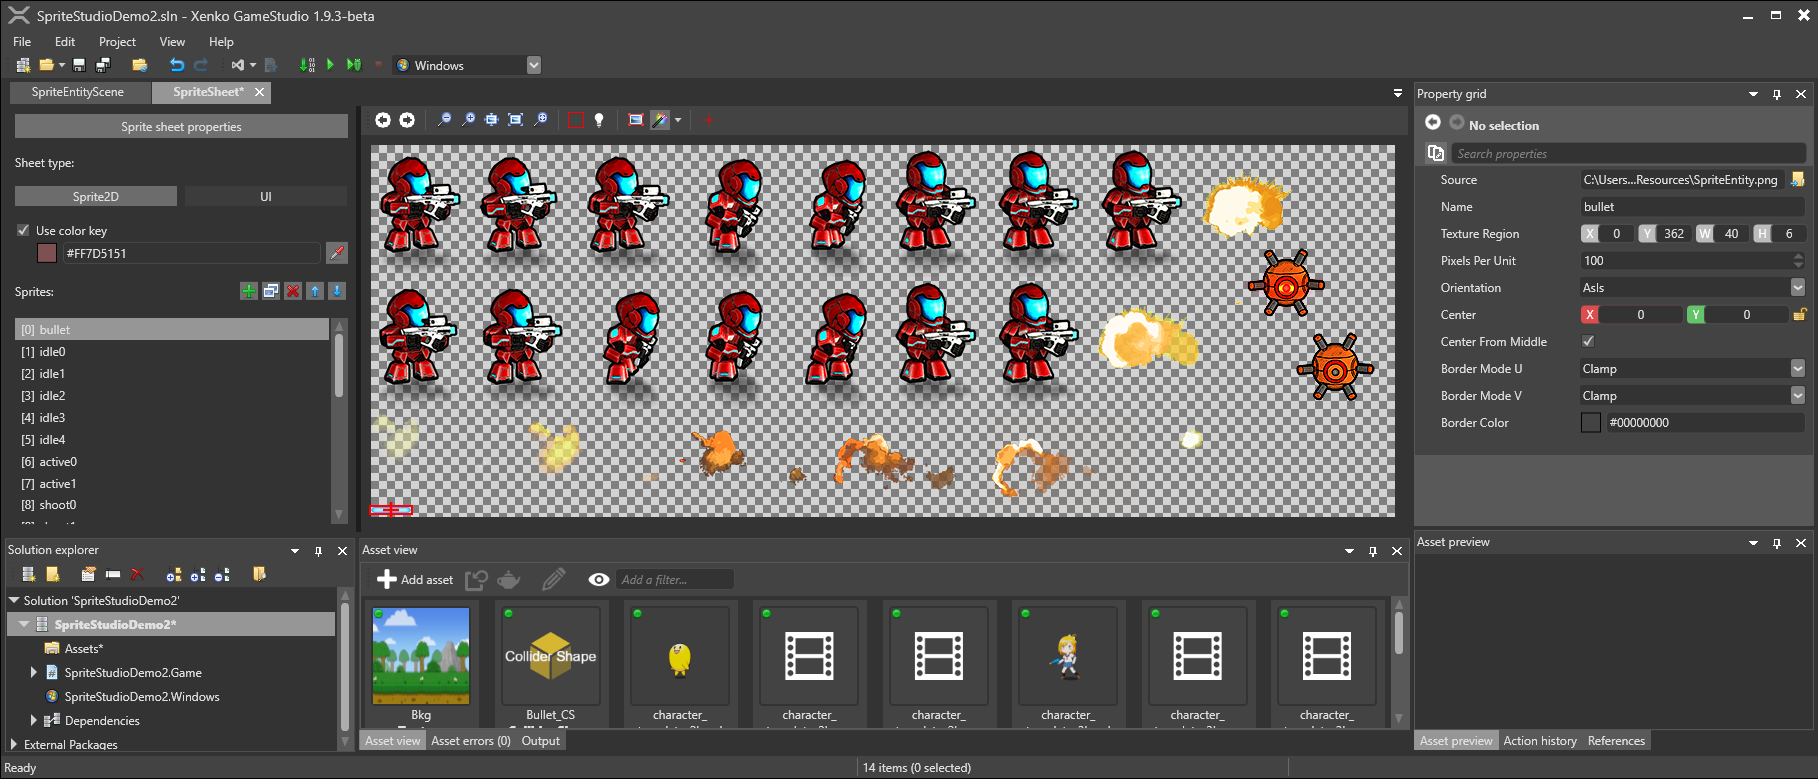 SpriteStudioDemo2.sln - Xenko GameStudio 1.9.3-beta
File Edit Project View Help
Windows
SpriteEntityScene SpriteSheet*
Sprite sheet properties
Sheet type:
Sprite2D UI
Use color key
#FF7D5151
Sprites:
[0] bullet
[1] idle0
[2] idle1
[3] idle2
[4] idle3
[5] idle4
[6] active0
[7] active1
[8] shoot0
Property grid
No selection
Search properties
Source C:\Users...Resources\SpriteEntity.png
Name bullet
Texture Region X 0 Y 362 W 40 H 6
Pixels Per Unit 100
Orientation AsIs
Center X 0 Y 0
Center From Middle
Border Mode U Clamp
Border Mode V Clamp
Border Color #00000000
Solution explorer
Solution 'SpriteStudioDemo2'
SpriteStudioDemo2*
Assets*
SpriteStudioDemo2.Game
SpriteStudioDemo2.Windows
Dependencies
External Packages
Asset view
Add asset Add a filter...
Collider Shape
Bkg Bullet_CS character_ character_ character_ character_ character_ character_
Asset view Asset errors (0) Output
Asset preview
Asset preview Action history References
Ready 14 items (0 selected)